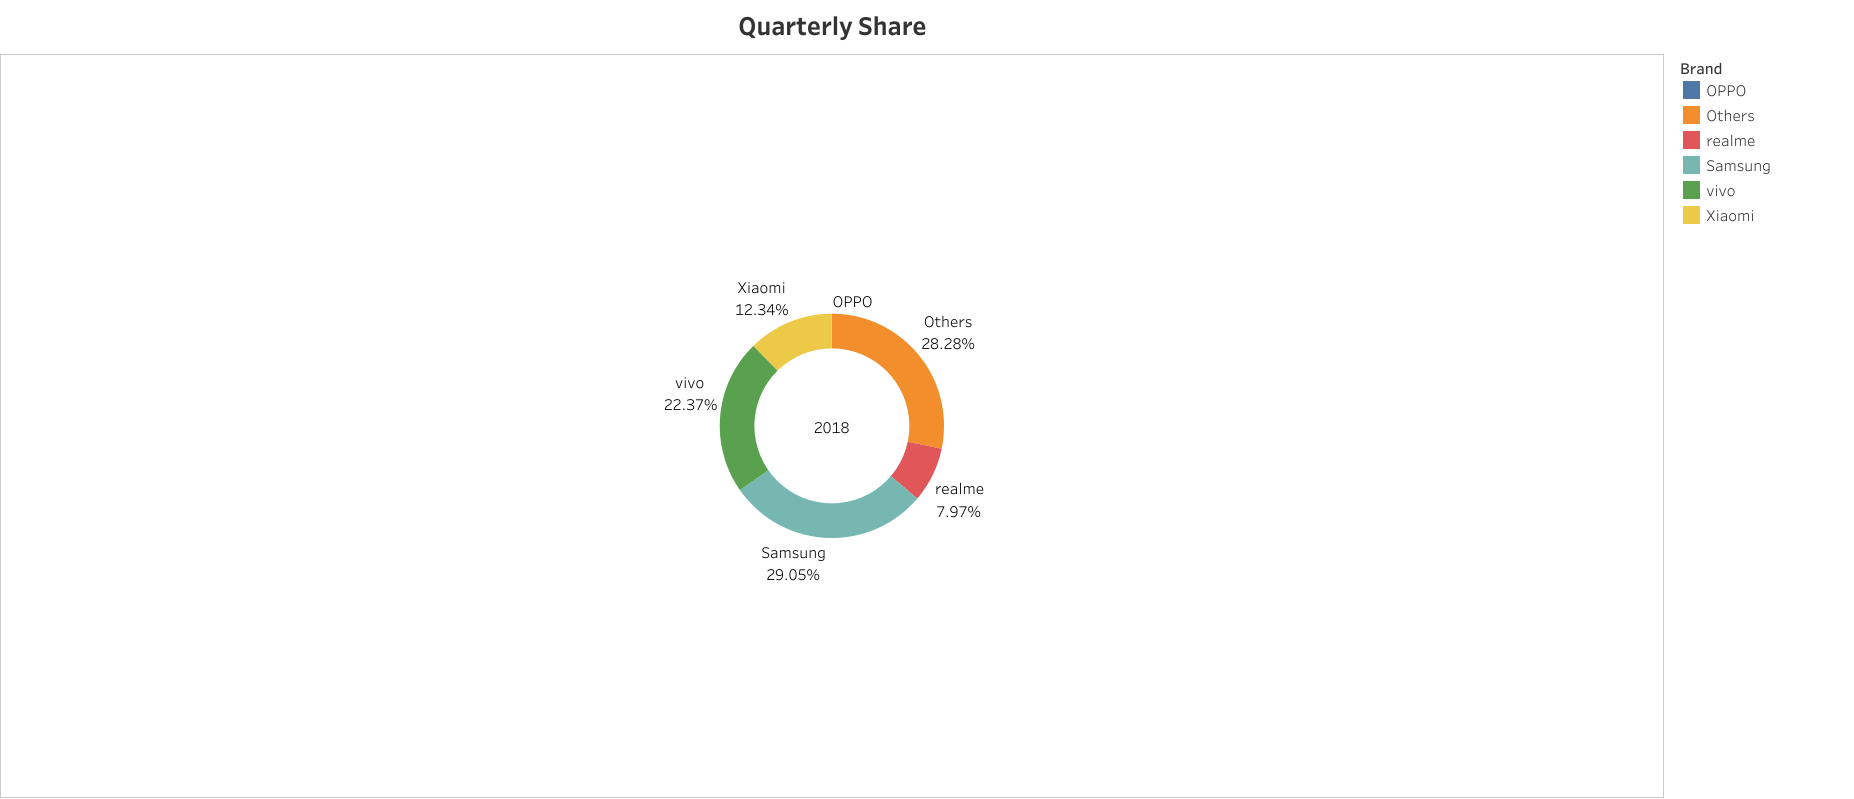 Quarterly Share
Brand
OPPO
Others
realme
Samsung
vivo
Xiaomi
Xiaomi
12.34%
OPPO
Others
28.28%
vivo
22.37%
2018
realme
7.97%
Samsung
29.05%